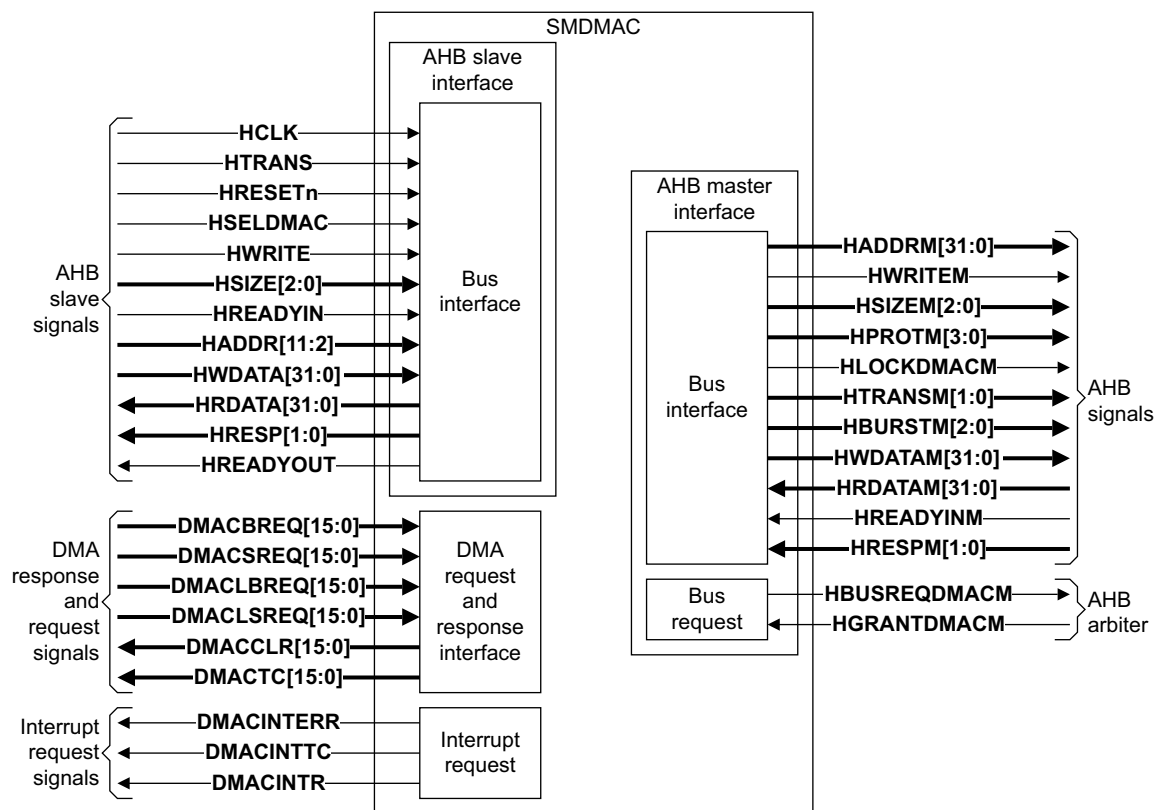 SMDMAC
AHB slave
interface
HCLK
HTRANS
HRESETn
HSELDMAC
HWRITE
HSIZE[2:0]
HREADYIN
HADDR[11:2]
HWDATA[31:0]
HRDATA[31:0]
HRESP[1:0]
HREADYOUT
AHB
slave
signals
Bus
interface
DMACBREQ[15:0]
DMACSREQ[15:0]
DMACLBREQ[15:0]
DMACLSREQ[15:0]
DMACCLR[15:0]
DMACTC[15:0]
DMA
response
and
request
signals
DMA
request
and
response
interface
DMACINTERR
DMACINTTC
DMACINTR
Interrupt
request
signals
Interrupt
request
AHB master
interface
Bus
interface
HADDRM[31:0]
HWRITEM
HSIZEM[2:0]
HPROTM[3:0]
HLOCKDMACM
HTRANSM[1:0]
HBURSTM[2:0]
HWDATAM[31:0]
HRDATAM[31:0]
HREADYINM
HRESPM[1:0]
AHB
signals
Bus
request
HBUSREQDMACM
HGRANTDMACM
AHB
arbiter